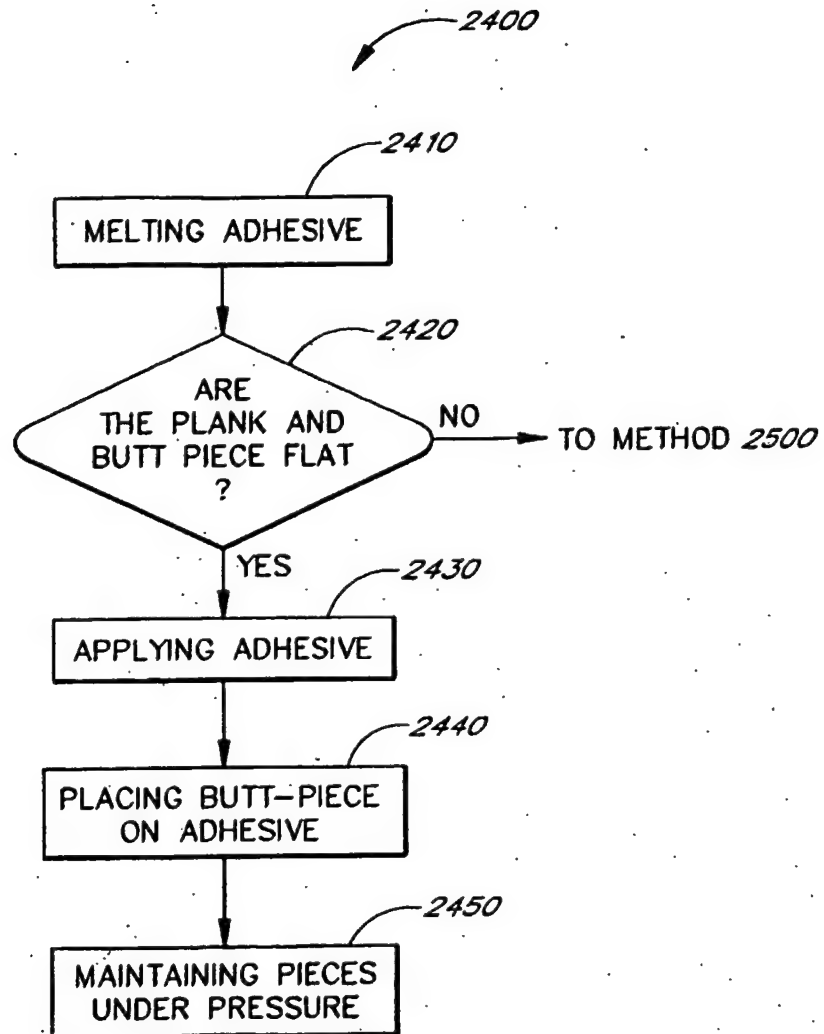 2400
2410
MELTING ADHESIVE
2420
ARE
THE PLANK AND
BUTT PIECE FLAT
?
NO
TO METHOD 2500
YES
2430
APPLYING ADHESIVE
2440
PLACING BUTT-PIECE
ON ADHESIVE
2450
MAINTAINING PIECES
UNDER PRESSURE